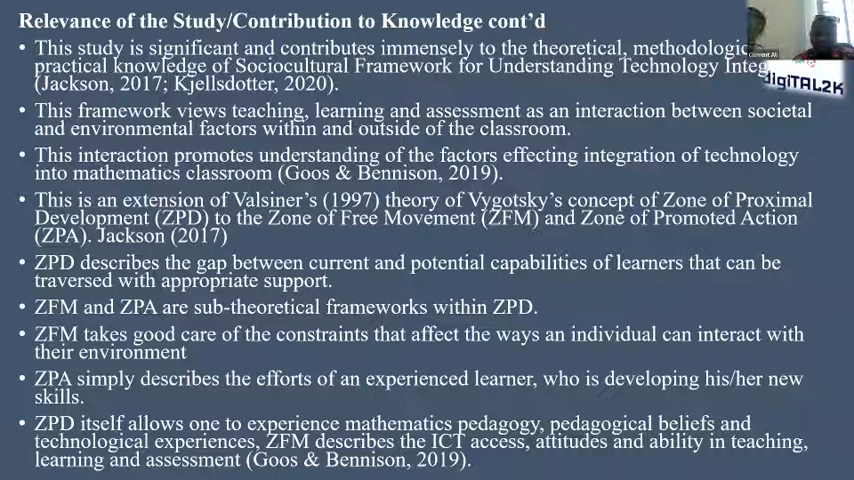 Relevance of the Study/Contribution to Knowledge cont'd
• This study is significant and contributes immensely to the theoretical,
practical knowledge of Sociocultural Framework for Understanding Technology
(Jackson, 2017; Kjellsdotter, 2020).
• This framework views teaching, learning and assessment as an interaction between societal
and environmental factors within and outside of the classroom.
• This interaction promotes understanding of the factors effecting integration of technology
into mathematics classroom (Goos & Bennison, 2019).
• This is an extension of Valsiner's (1997) theory of Vygotsky's concept of Zone of Proximal
Development (ZPD) to the Zone of Free Movement (ZFM) and Zone of Promoted Action
(ZPA). Jackson (2017)
• ZPD describes the gap between current and potential capabilities of learners that can be
traversed with appropriate support.
• ZFM and ZPA are sub-theoretical frameworks within ZPD.
• ZFM takes good care of the constraints that affect the ways an individual can interact with
their environment
• ZPA simply describes the efforts of an experienced learner, who is developing his/her new
skills.
• ZPD itself allows one to experience mathematics pedagogy, pedagogical beliefs and
technological experiences, ZFM describes the ICT access, attitudes and ability in teaching,
learning and assessment (Goos & Bennison, 2019).
Clement Ali
digiTAL2K